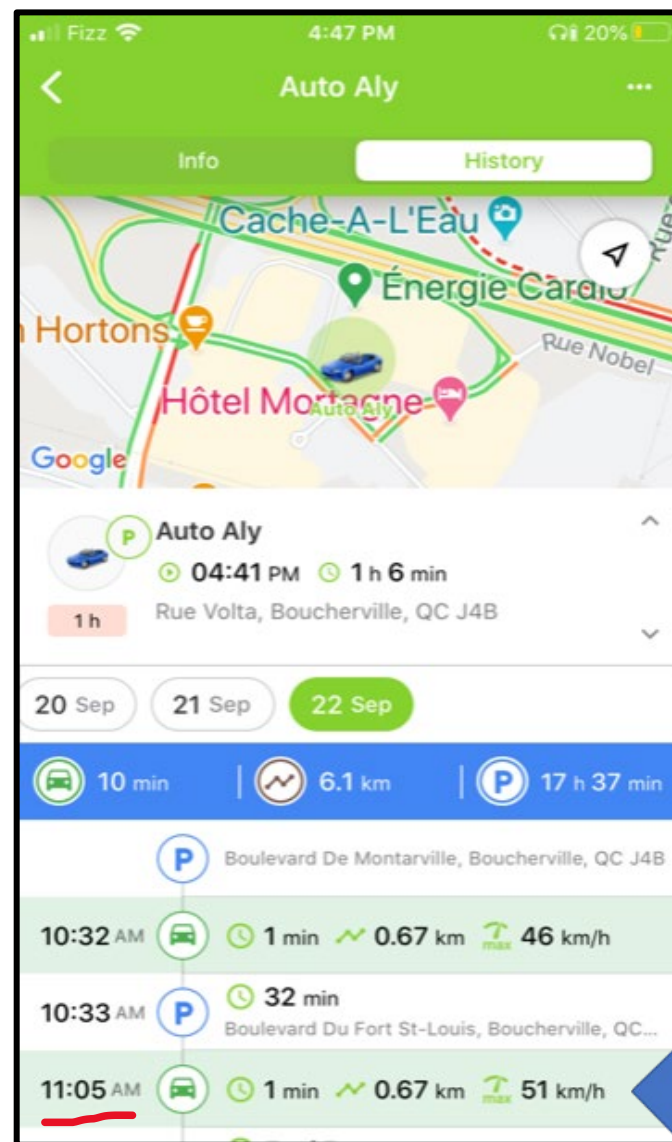 Fizz 4:47 PM 20%
Auto Aly
Info History
Cache-A-L'Eau
Énergie Cardio
Hortons
Rue Nobel
Hôtel Mortagne
Auto Aly
Google
P Auto Aly
04:41 PM 1 h 6 min
1 h Rue Volta, Boucherville, QC J4B
20 Sep 21 Sep 22 Sep
10 min 6.1 km P 17 h 37 min
P Boulevard De Montarville, Boucherville, QC J4B
10:32 AM 1 min 0.67 km max 46 km/h
32 min
10:33 AM P Boulevard Du Fort St-Louis, Boucherville, QC...
11:05 AM 1 min 0.67 km max 51 km/h